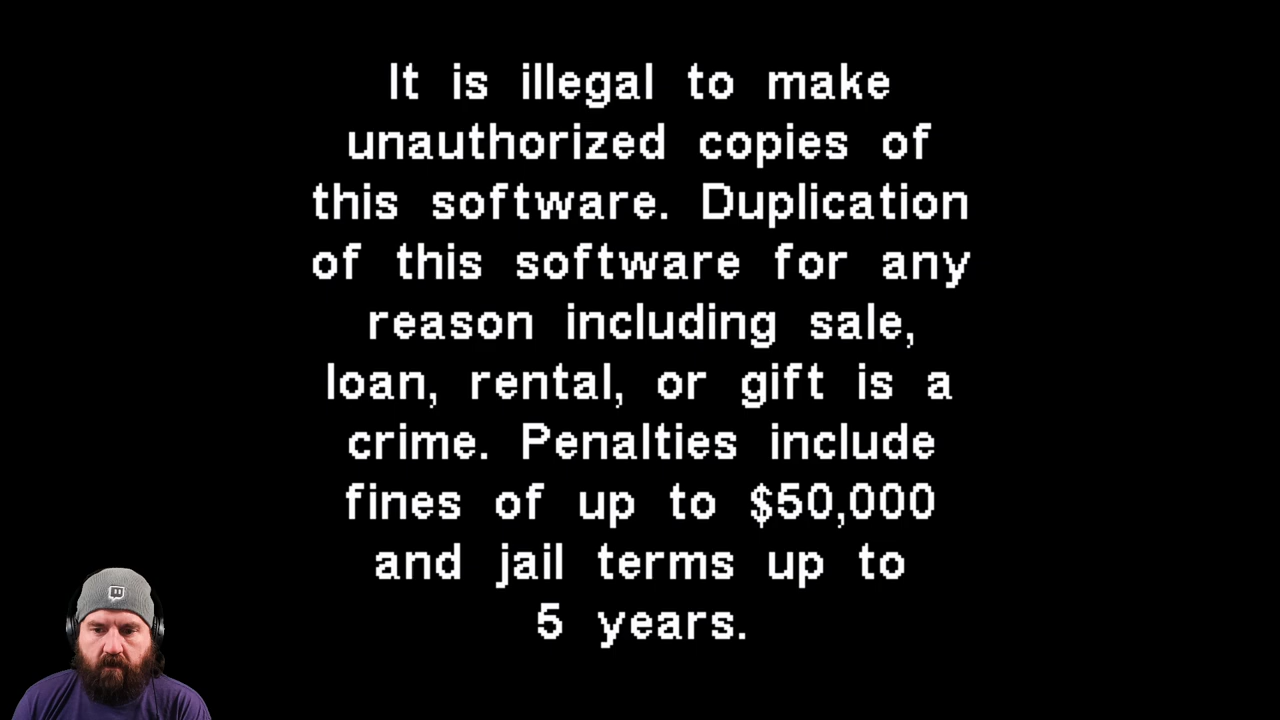 It is illegal to make
unauthorized copies of
this software. Duplication
of this software for any
reason including sale,
loan, rental, or gift is a
crime. Penalties include
fines of up to $50,000
and jail terms up to
5 years.